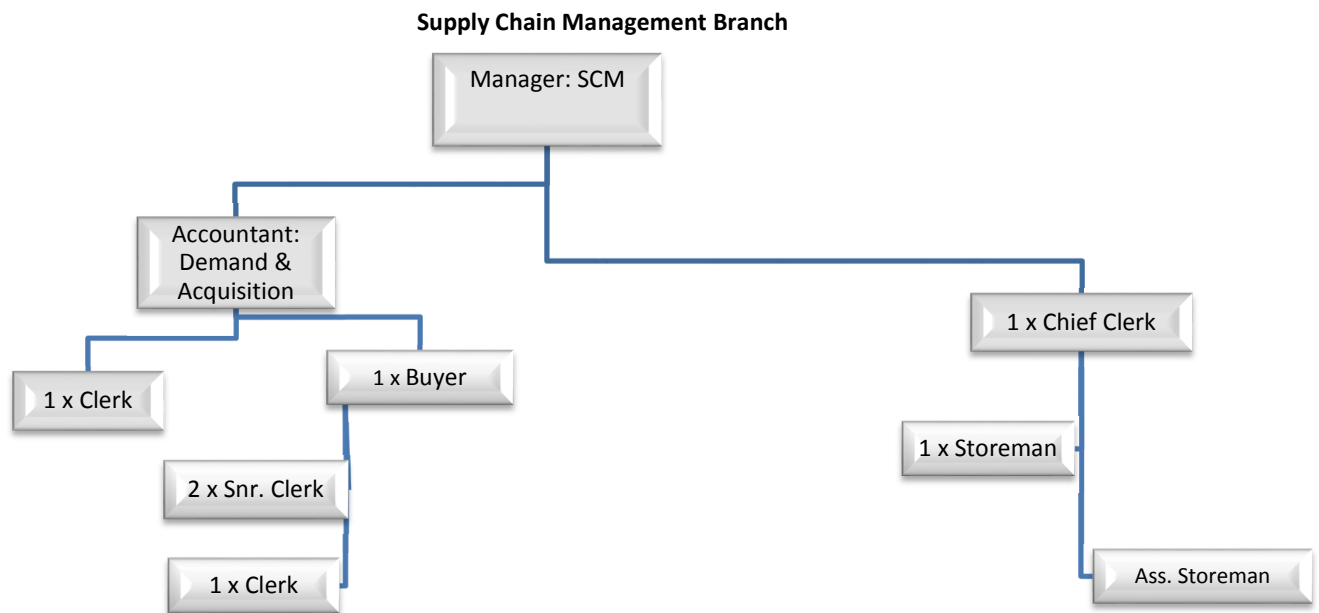 Supply Chain Management Branch
Manager: SCM
Accountant:
Demand &
Acquisition
1 x Chief Clerk
1 x Clerk
1 x Buyer
2 x Snr. Clerk
1 x Clerk
1 x Storeman
Ass. Storeman